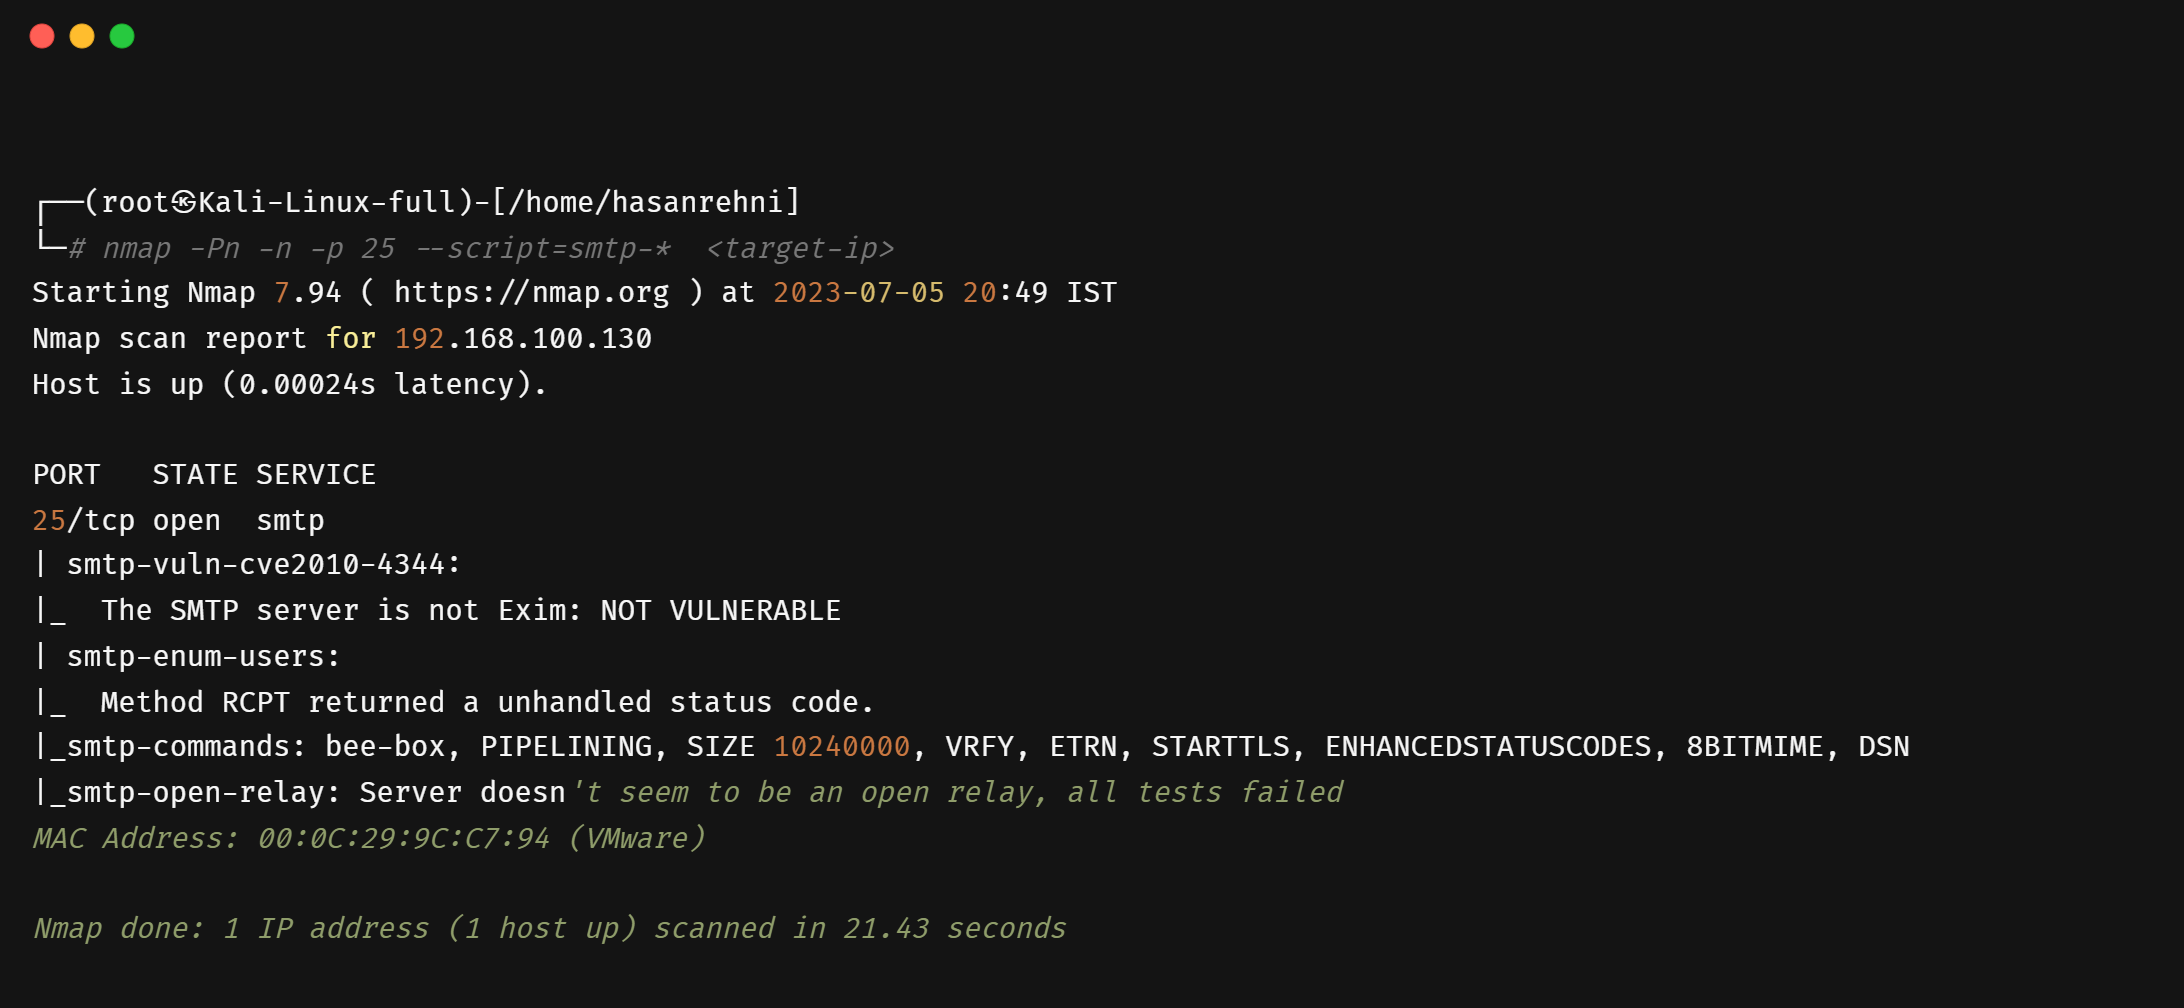 ┌──(root㉿Kali-Linux-full)-[/home/hasanrehni]
└─# nmap -Pn -n -p 25 --script=smtp-*  <target-ip>
Starting Nmap 7.94 ( https://nmap.org ) at 2023-07-05 20:49 IST
Nmap scan report for 192.168.100.130
Host is up (0.00024s latency).
PORT   STATE SERVICE
25/tcp open  smtp
| smtp-vuln-cve2010-4344:
|_  The SMTP server is not Exim: NOT VULNERABLE
| smtp-enum-users:
|_  Method RCPT returned a unhandled status code.
|_smtp-commands: bee-box, PIPELINING, SIZE 10240000, VRFY, ETRN, STARTTLS, ENHANCEDSTATUSCODES, 8BITMIME, DSN
|_smtp-open-relay: Server doesn't seem to be an open relay, all tests failed
MAC Address: 00:0C:29:9C:C7:94 (VMware)
Nmap done: 1 IP address (1 host up) scanned in 21.43 seconds